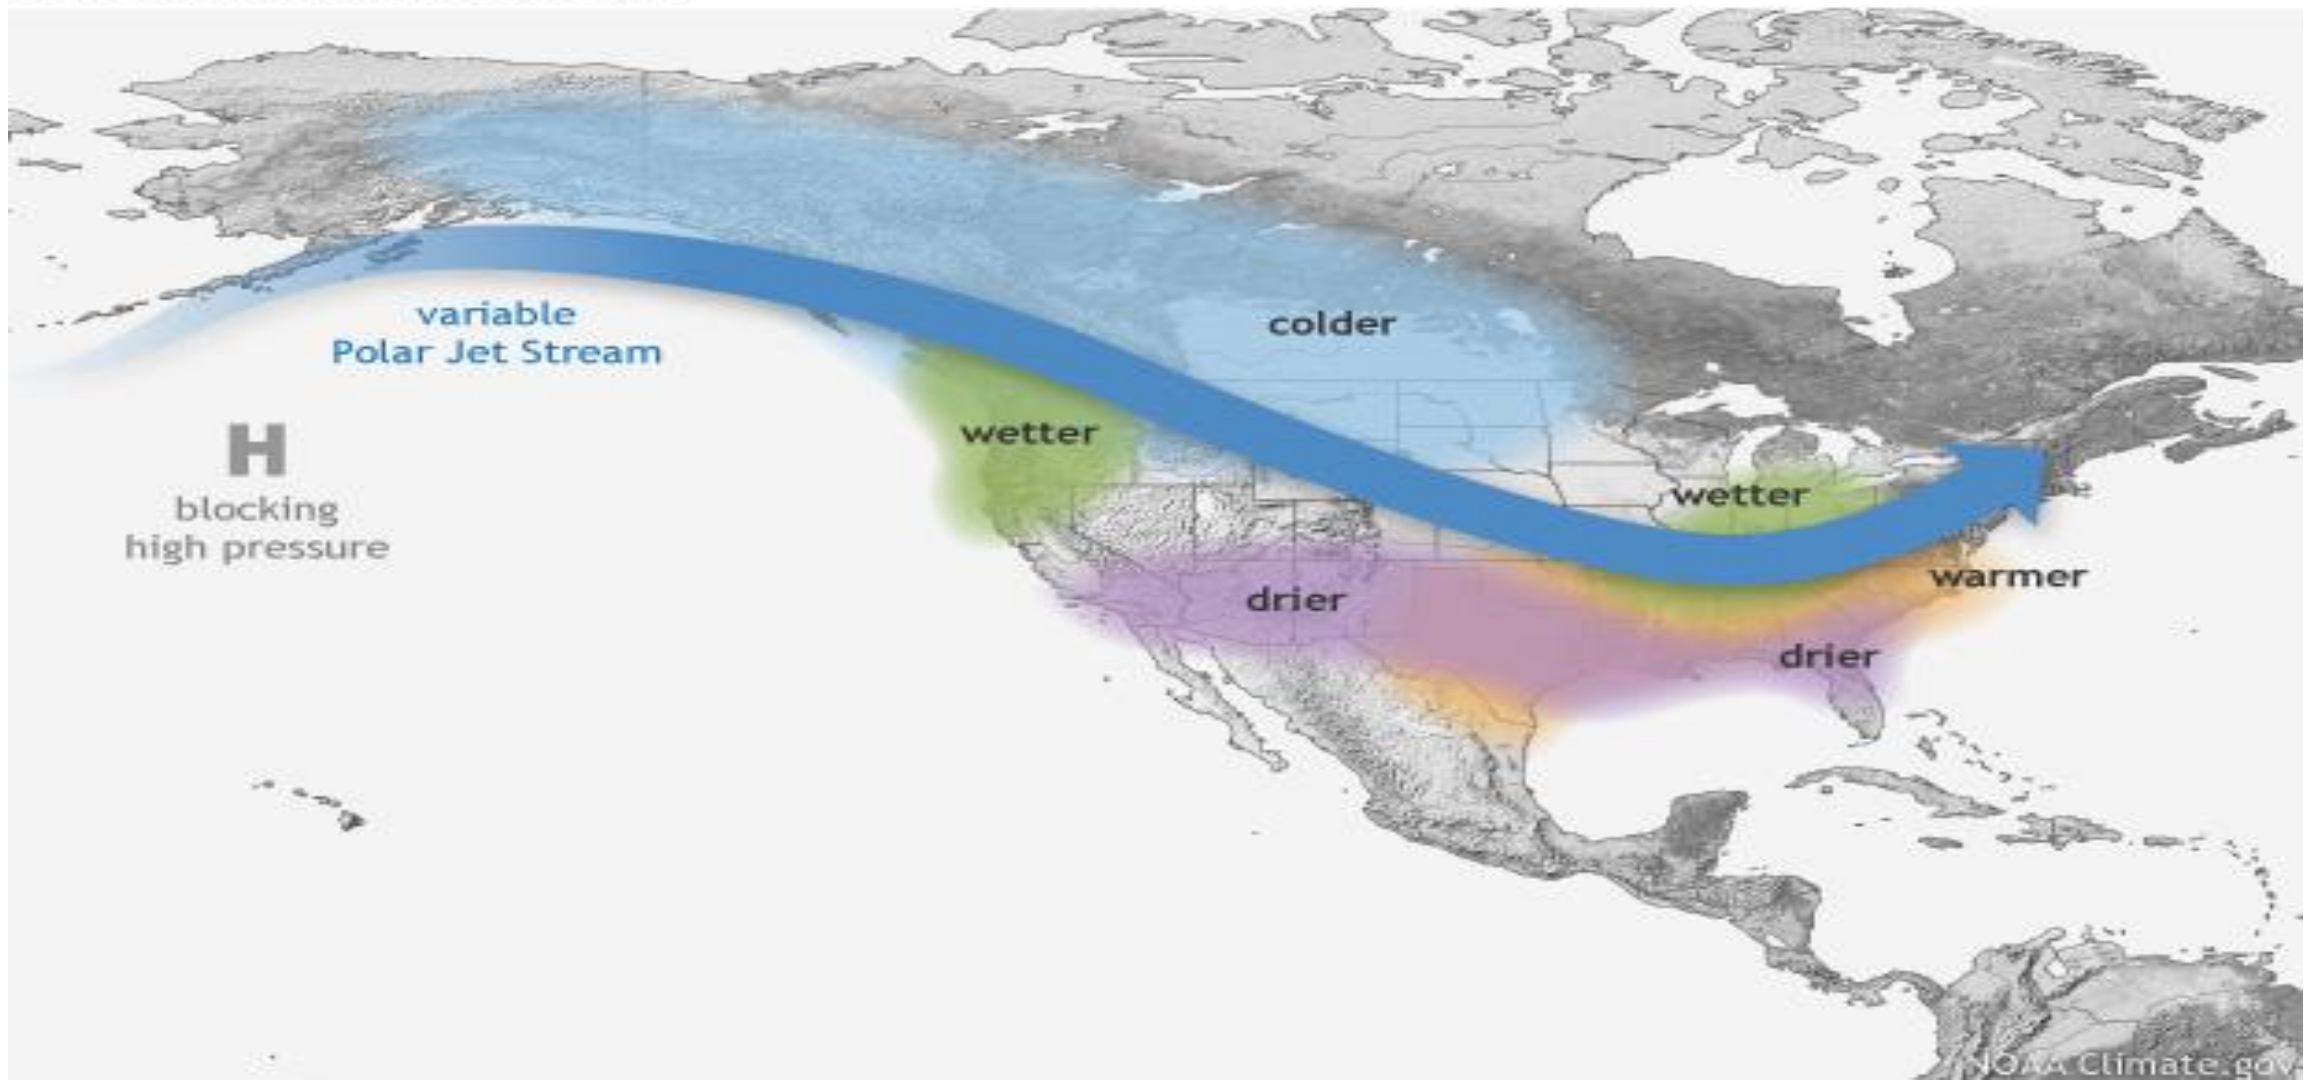 variable
Polar Jet Stream
colder
wetter
H
blocking
high pressure
wetter
warmer
drier
drier
NOAA Climate.gov